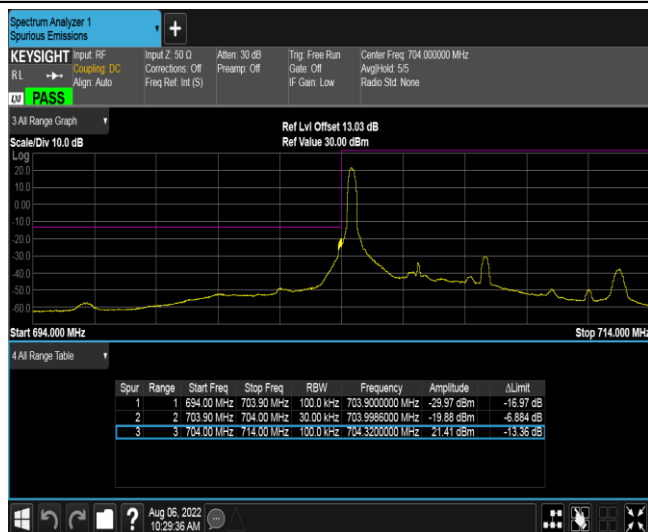 Spectrum Analyzer 1
Spurious Emissions
+
KEYSIGHT Input: RF Input Z: 50 Ω Atten: 30 dB Trig: Free Run Center Freq: 704.000000 MHz
RL Coupling: DC Corrections: Off Preamp: Off Gate: Off Avg|Hold: 5/5
Align: Auto Freq Ref: Int (S) IF Gain: Low Radio Std: None
LXI PASS
3 All Range Graph
Ref Lvl Offset 13.03 dB
Scale/Div 10.0 dB Ref Value 30.00 dBm
Log
20.0
10.0
0.00
-10.0
-20.0
-30.0
-40.0
-50.0
-60.0
Start 694.000 MHz Stop 714.000 MHz
4 All Range Table
Spur Range Start Freq Stop Freq RBW Frequency Amplitude ΔLimit
1 1 694.00 MHz 703.90 MHz 100.0 kHz 703.9000000 MHz -29.97 dBm -16.97 dB
2 2 703.90 MHz 704.00 MHz 30.00 kHz 703.9986000 MHz -19.88 dBm -6.884 dB
3 3 704.00 MHz 714.00 MHz 100.0 kHz 704.3200000 MHz 21.41 dBm -13.36 dB
? Aug 06, 2022
10:29:36 AM